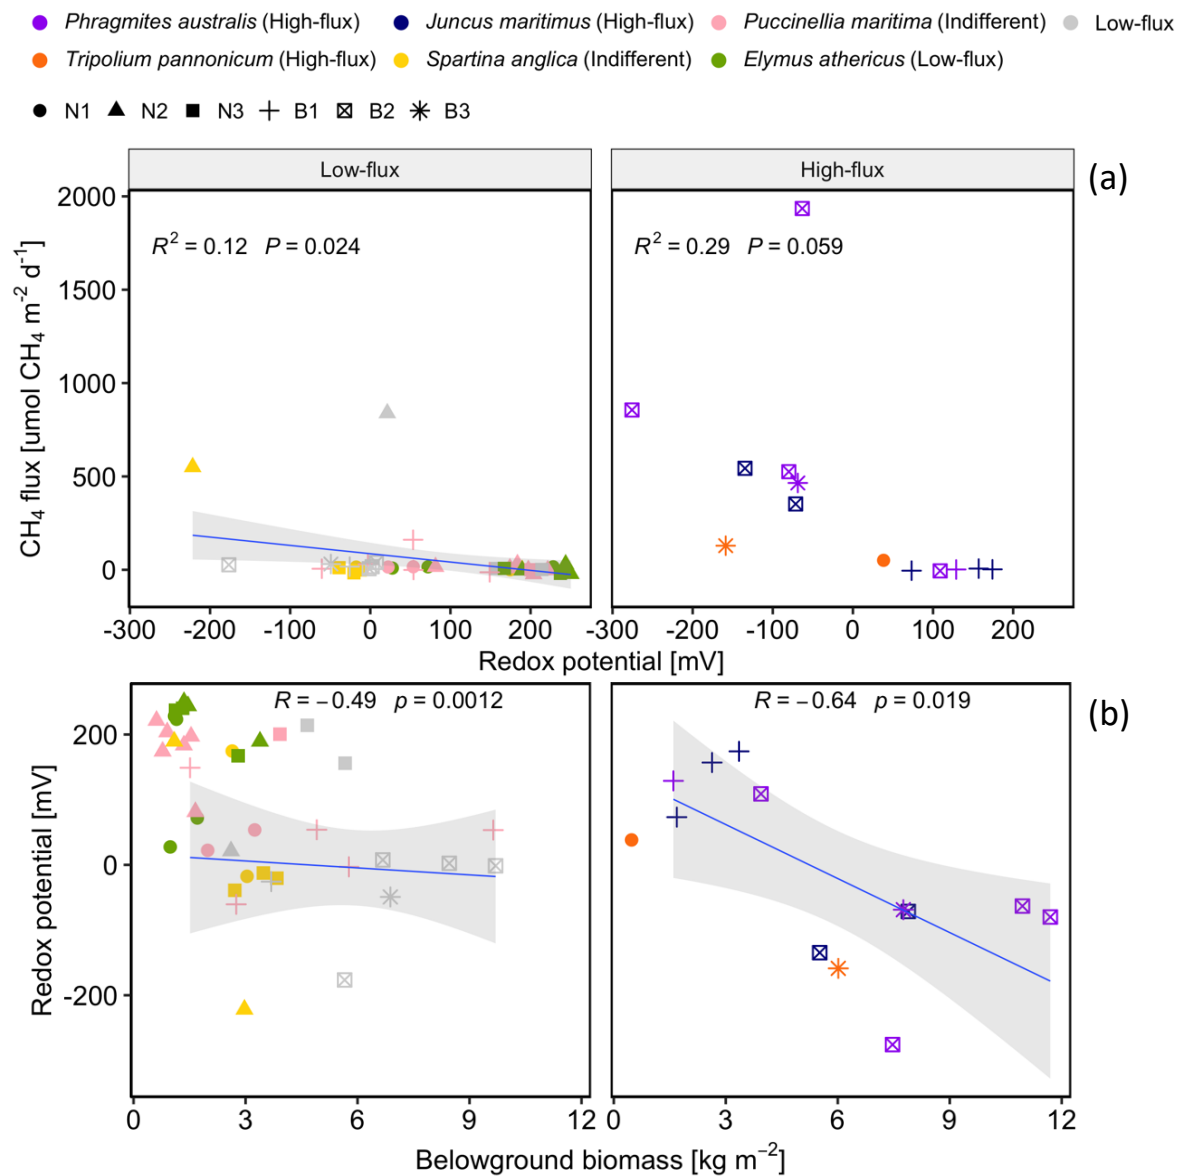 Phragmites australis (High-flux) Juncus maritimus (High-flux) Puccinellia maritima (Indifferent) Low-flux
Tripolium pannonicum (High-flux) Spartina anglica (Indifferent) Elymus athericus (Low-flux)
N1 N2 N3 B1 B2 B3
Low-flux High-flux (a)
CH4 flux [umol CH4 m-2 d-1]
2000
1500
1000
500
0
R2 = 0.12 P = 0.024
R2 = 0.29 P = 0.059
-300 -200 -100 0 100 200 -300 -200 -100 0 100 200
Redox potential [mV]
R = −0.49 p = 0.0012
R = −0.64 p = 0.019
(b)
Redox potential [mV]
200
0
-200
0 3 6 9 12 0 3 6 9 12
Belowground biomass [kg m−2]